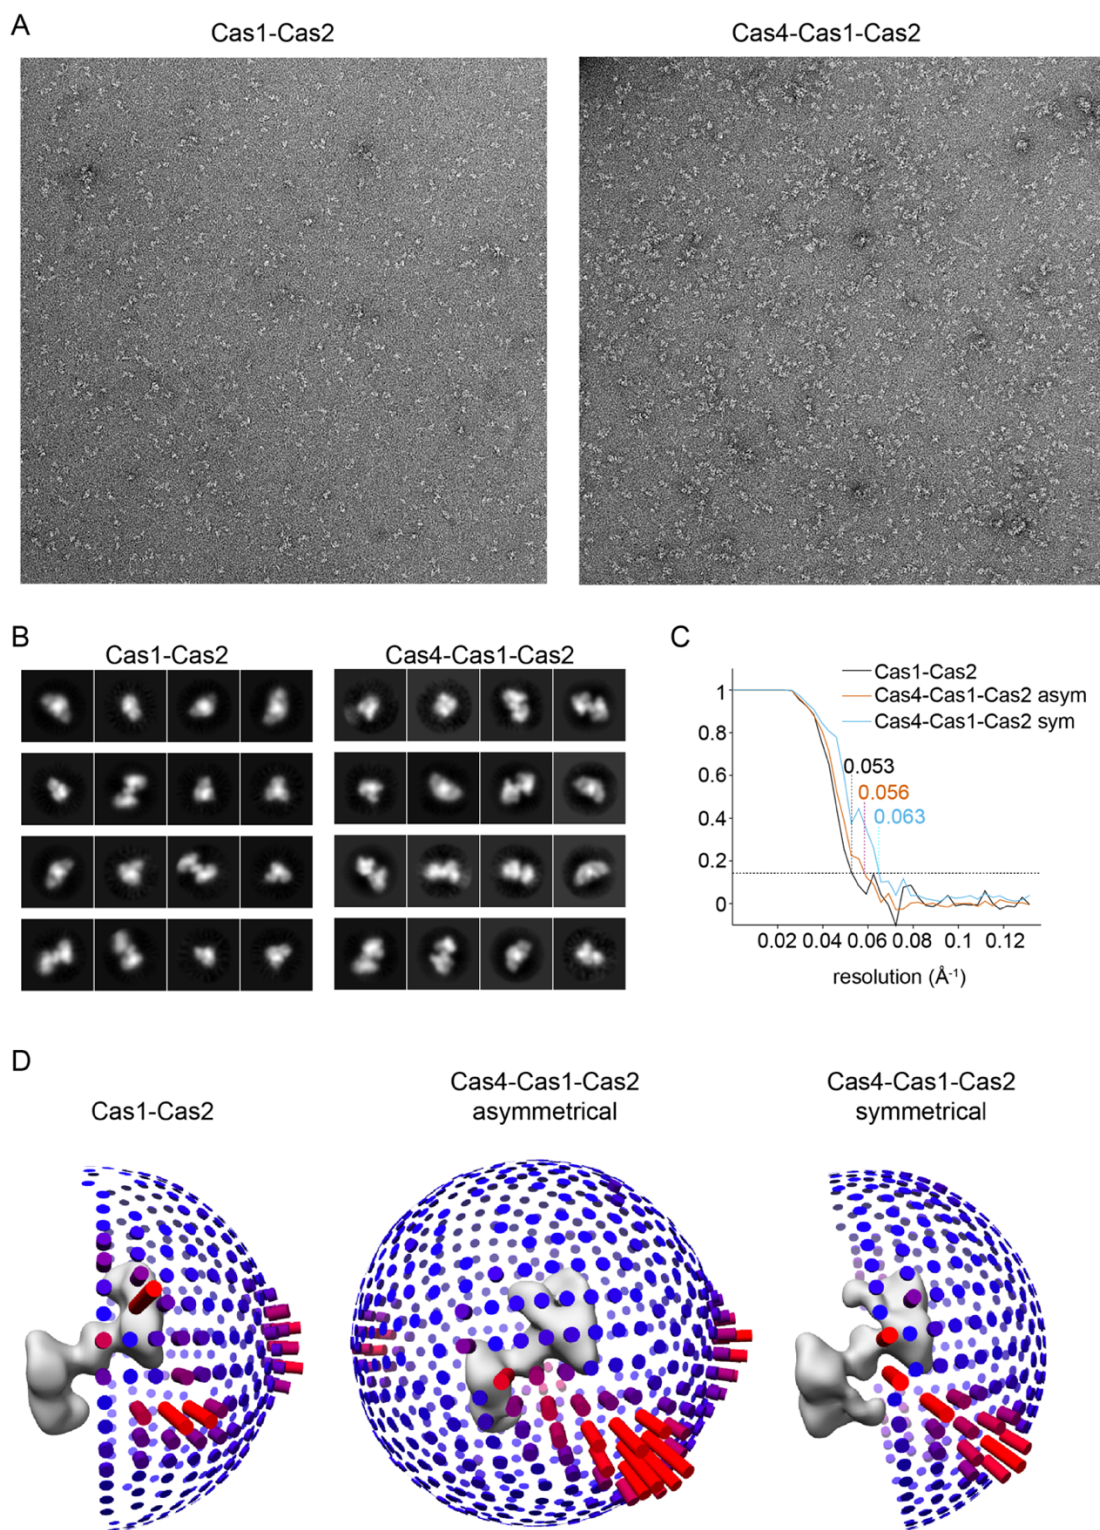 A
Cas1-Cas2
Cas4-Cas1-Cas2
B
Cas1-Cas2
Cas4-Cas1-Cas2
C
Cas1-Cas2
Cas4-Cas1-Cas2 asym
Cas4-Cas1-Cas2 sym
1
0.8
0.6
0.4
0.2
0
0.053
0.056
0.063
0.02 0.04 0.06 0.08 0.1 0.12
resolution (Å⁻¹)
D
Cas1-Cas2
Cas4-Cas1-Cas2
asymmetrical
Cas4-Cas1-Cas2
symmetrical